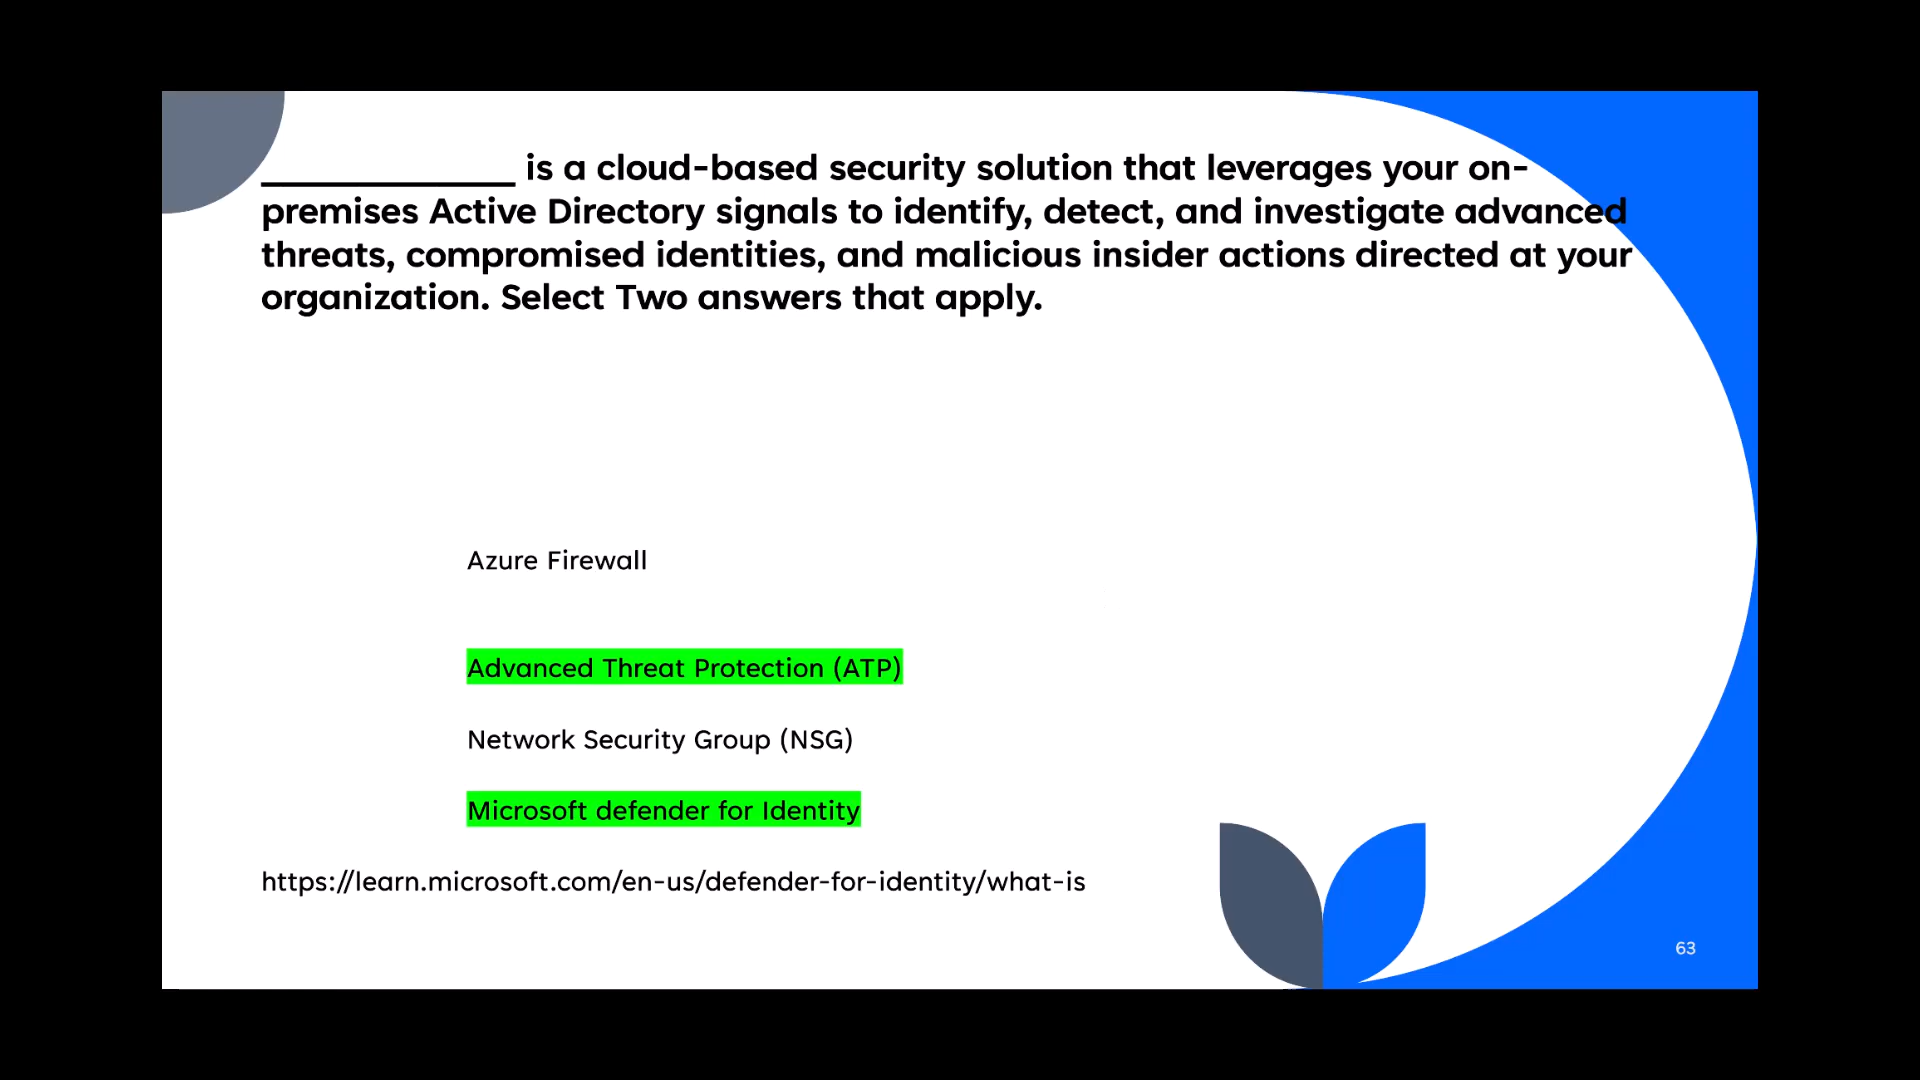 ____________ is a cloud-based security solution that leverages your on-
premises Active Directory signals to identify, detect, and investigate advanced
threats, compromised identities, and malicious insider actions directed at your
organization. Select Two answers that apply.
Azure Firewall
Advanced Threat Protection (ATP)
Network Security Group (NSG)
Microsoft defender for Identity
https://learn.microsoft.com/en-us/defender-for-identity/what-is
63